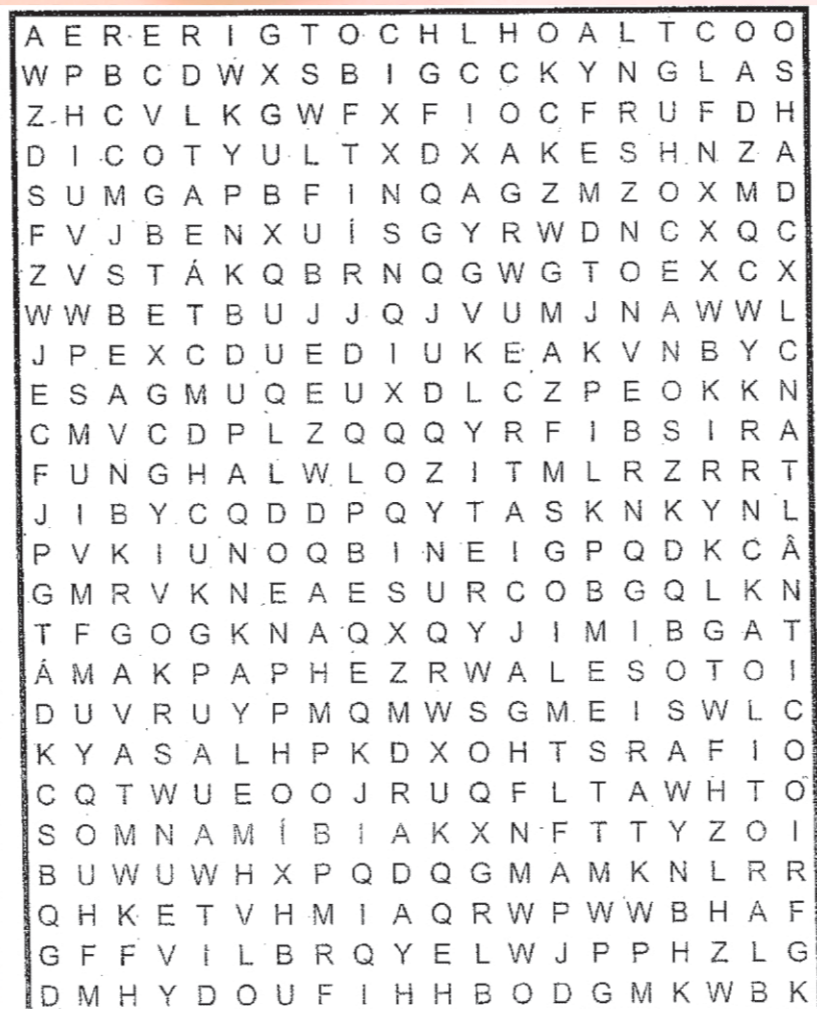 A E R E R I G T O C H L H O A L T C O O
W P B C D W X S B I G C C K Y N G L A S
Z H C V L K G W F X F I O C F R U F D H
D I C O T Y U L T X D X A K E S H N Z A
S U M G A P B F I N Q A G Z M Z O X M D
F V J B E N X U Í S G Y R W D N C X Q C
Z V S T Á K Q B R N Q G W G T O E X C X
W W B E T B U J J Q J V U M J N A W W L
J P E X C D U E D I U K E A K V N B Y C
E S A G M U Q E U X D L C Z P E O K K N
C M V C D P L Z Q Q Q Y R F I B S I R A
F U N G H A L W L O Z I T M L R Z R R T
J I B Y C Q D D P Q Y T A S K N K Y N L
P V K I U N O Q B I N E I G P Q D K C Â
G M R V K N E A E S U R C O B G Q L K N
T F G O G K N A Q X Q Y J I M I B G A T
Á M A K P A P H E Z R W A L E S O T O I
D U V R U Y P M Q M W S G M E I S W L C
K Y A S A L H P K D X O H T S R A F I O
C Q T W U E O O J R U Q F L T A W H T O
S O M N A M Í B I A K X N F T T Y Z O I
B U W U W H X P Q D Q G M A M K N L R R
Q H K E T V H M I A Q R W P W W B H A F
G F F V I L B R Q Y E L W J P P H Z L G
D M H Y D O U F I H H B O D G M K W B K